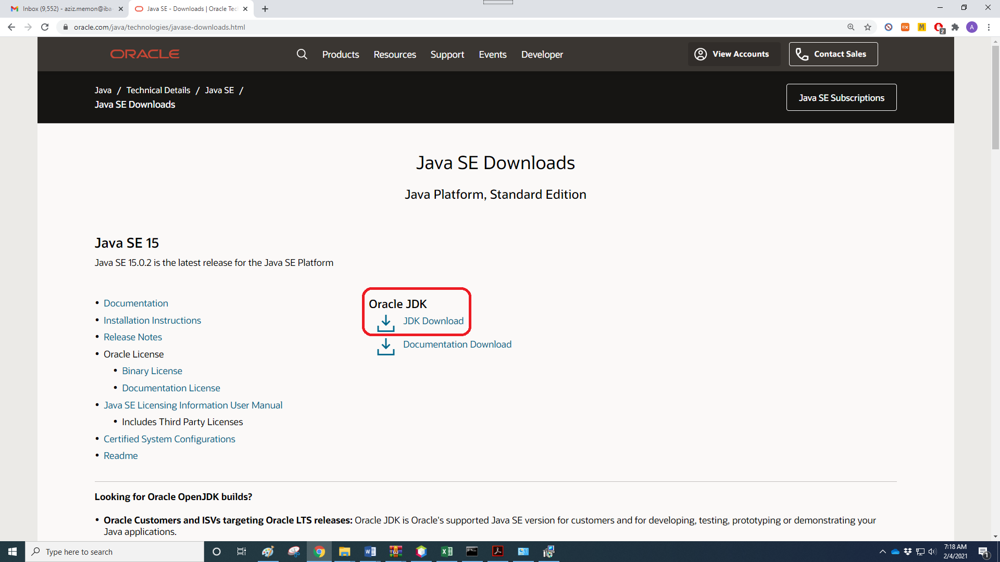 Inbox (9,552) - aziz.memon@iba-
Java SE - Downloads | Oracle Tec
oracle.com/java/technologies/javase-downloads.html
EX
M
2
A
ORACLE
Products
Resources
Support
Events
Developer
View Accounts
Contact Sales
Java / Technical Details / Java SE /
Java SE Downloads
Java SE Subscriptions
Java SE Downloads
Java Platform, Standard Edition
Java SE 15
Java SE 15.0.2 is the latest release for the Java SE Platform
• Documentation
• Installation Instructions
• Release Notes
• Oracle License
• Binary License
• Documentation License
• Java SE Licensing Information User Manual
• Includes Third Party Licenses
• Certified System Configurations
• Readme
Oracle JDK
JDK Download
Documentation Download
Looking for Oracle OpenJDK builds?
• Oracle Customers and ISVs targeting Oracle LTS releases: Oracle JDK is Oracle's supported Java SE version for customers and for developing, testing, prototyping or demonstrating your
Java applications.
Type here to search
7:18 AM
2/4/2021
1